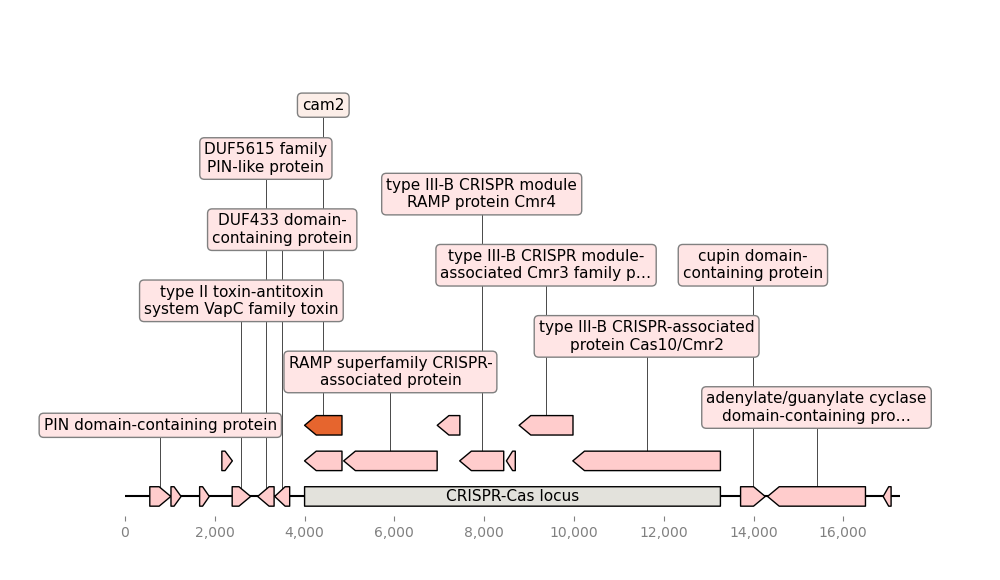 cam2
DUF5615 family
PIN-like protein
type III-B CRISPR module
RAMP protein Cmr4
DUF433 domain-
containing protein
type III-B CRISPR module-
associated Cmr3 family p…
cupin domain-
containing protein
type II toxin-antitoxin
system VapC family toxin
type III-B CRISPR-associated
protein Cas10/Cmr2
RAMP superfamily CRISPR-
associated protein
adenylate/guanylate cyclase
domain-containing pro…
PIN domain-containing protein
CRISPR-Cas locus
0 2,000 4,000 6,000 8,000 10,000 12,000 14,000 16,000